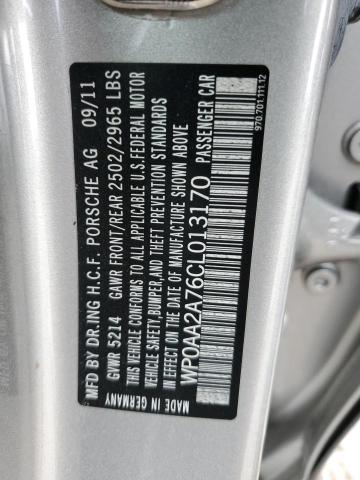 MFD BY DR.ING H.C.F. PORSCHE AG 09/11
GVWR 5214 GAWR FRONT/REAR 2502/2965 LBS
THIS VEHICLE CONFORMS TO ALL APPLICABLE U.S.FEDERAL MOTOR
VEHICLE SAFETY,BUMPER,AND THEFT PREVENTION STANDARDS
IN EFFECT ON THE DATE OF MANUFACTURE SHOWN ABOVE
WP0AA2A76CL013170 PASSENGER CAR
MADE IN GERMANY
970.701.111.12